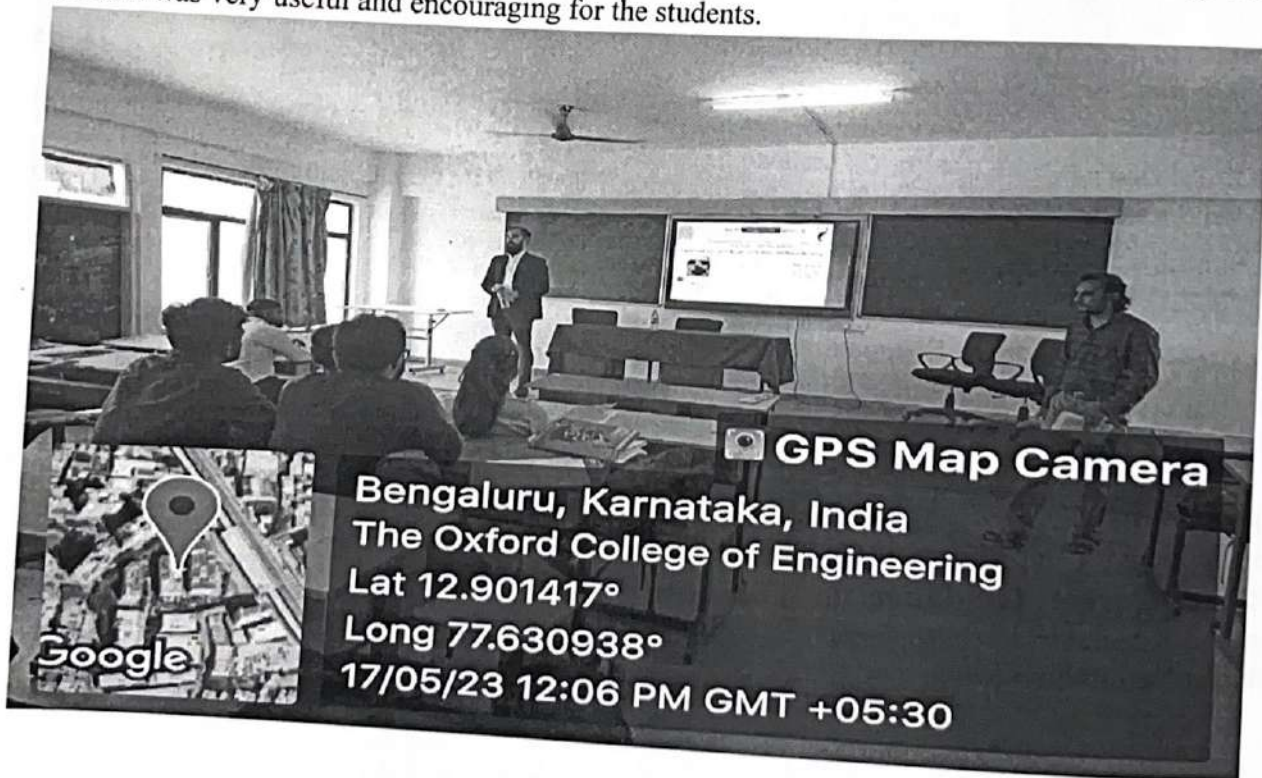 was very useful and encouraging for the students.
GPS Map Camera
Bengaluru, Karnataka, India
The Oxford College of Engineering
Lat 12.901417°
Long 77.630938°
17/05/23 12:06 PM GMT +05:30
Google